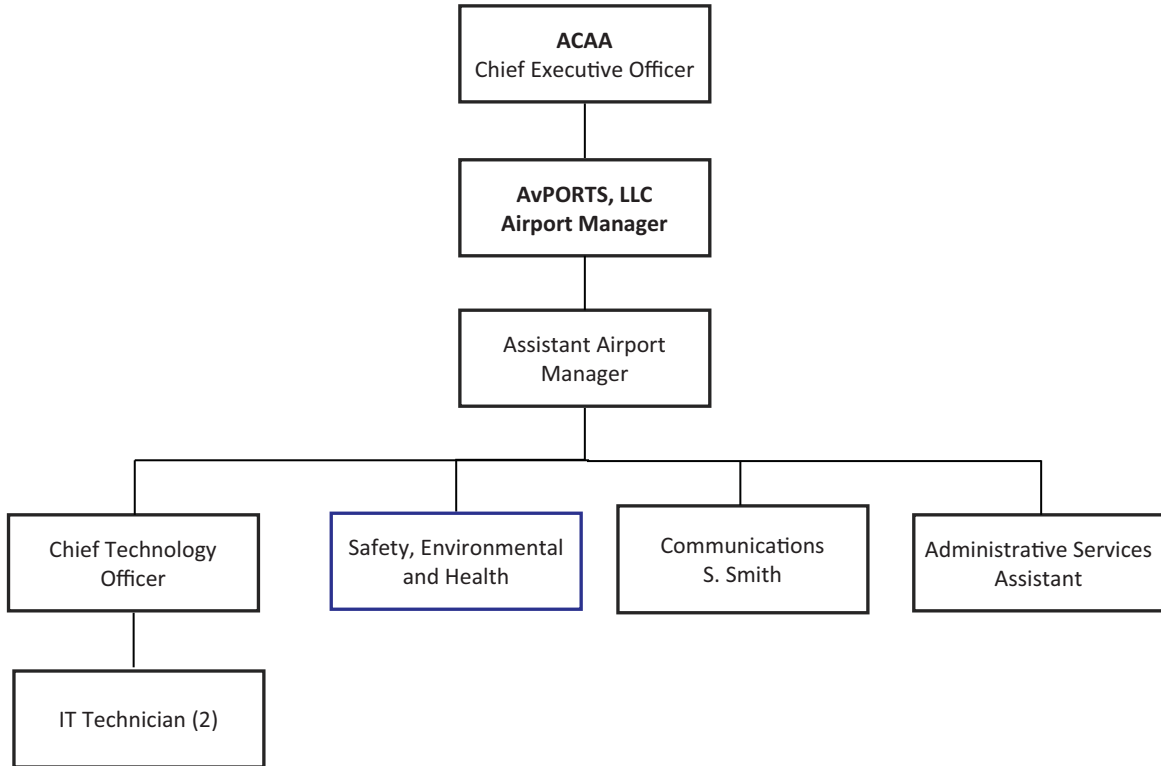 ACAA
Chief Executive Officer
AvPORTS, LLC
Airport Manager
Assistant Airport
Manager
Chief Technology
Officer
Safety, Environmental
and Health
Communications
S. Smith
Administrative Services
Assistant
IT Technician (2)